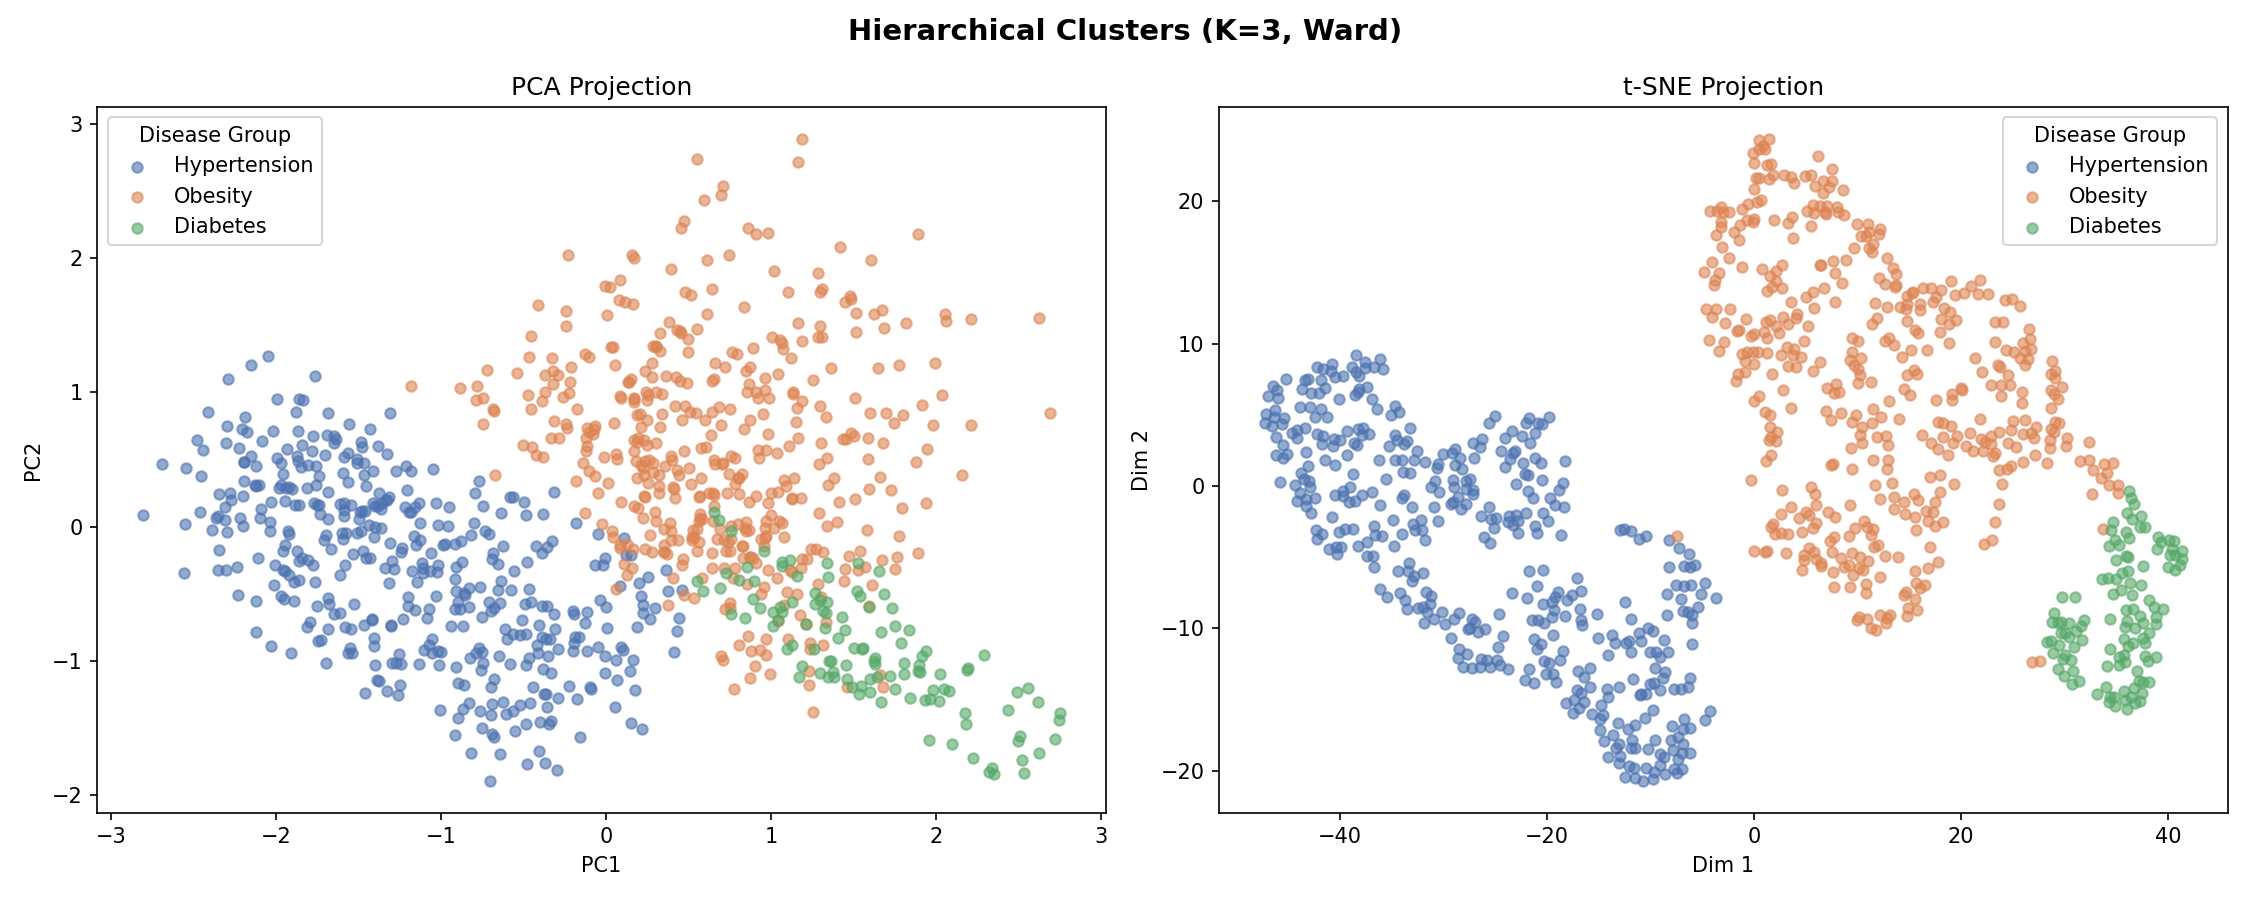 Hierarchical Clusters (K=3, Ward)
PCA Projection
Disease Group
Hypertension
Obesity
Diabetes
3
2
1
0
−1
−2
PC2
−3
−2
−1
0
1
2
3
PC1
t-SNE Projection
Disease Group
Hypertension
Obesity
Diabetes
20
10
0
−10
−20
Dim 2
−40
−20
0
20
40
Dim 1